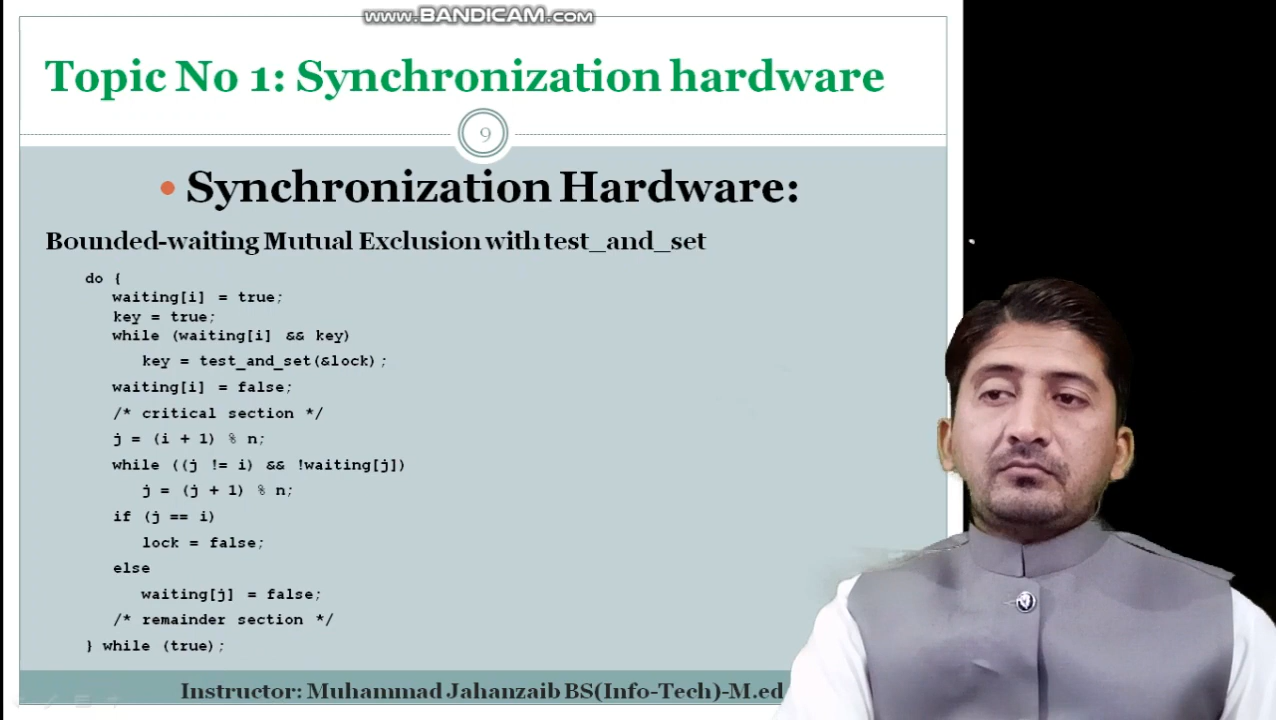 www.BANDICAM.com
Topic No 1: Synchronization hardware
9
• Synchronization Hardware:
Bounded-waiting Mutual Exclusion with test_and_set
do {
waiting[i] = true;
key = true;
while (waiting[i] && key)
key = test_and_set(&lock);
waiting[i] = false;
/* critical section */
j = (i + 1) % n;
while ((j != i) && !waiting[j])
j = (j + 1) % n;
if (j == i)
lock = false;
else
waiting[j] = false;
/* remainder section */
} while (true);
Instructor: Muhammad Jahanzaib BS(Info-Tech)-M.ed